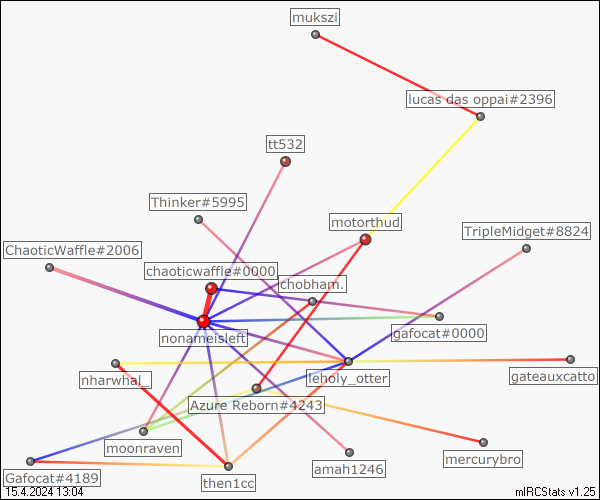 mukszi
lucas das oppai#2396
tt532
Thinker#5995
motorthud
TripleMidget#8824
ChaoticWaffle#2006
chaoticwaffle#0000
chobham.
nonameisleft
gafocat#0000
nharwhal_
leholy_otter
gateauxcatto
Azure Reborn#4243
moonraven
mercurybro
Gafocat#4189
then1cc
amah1246
15.4.2024 13:04
mIRCStats v1.25